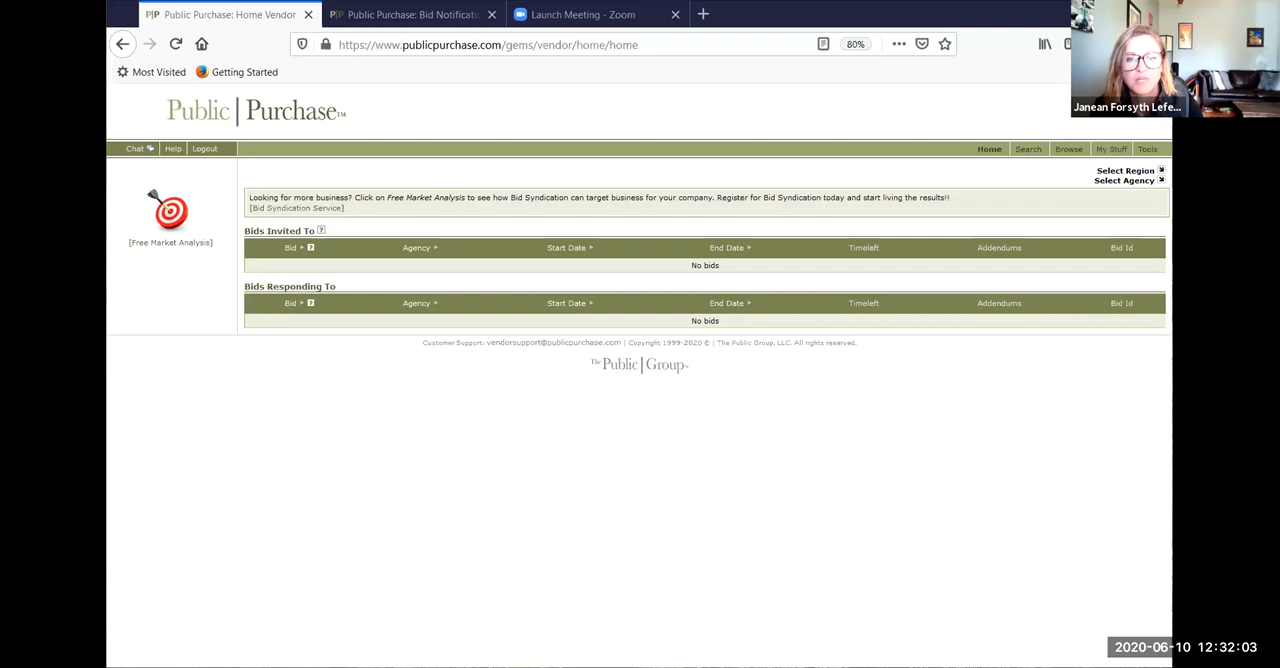 P|P Public Purchase: Home Vendor
P|P Public Purchase: Bid Notificati
Launch Meeting - Zoom
https://www.publicpurchase.com/gems/vendor/home/home
80%
Most Visited
Getting Started
Janean Forsyth Lefe...
Public | Purchase TM
Chat
Help
Logout
Home
Search
Browse
My Stuff
Tools
Select Region
Select Agency
[Free Market Analysis]
Looking for more business? Click on Free Market Analysis to see how Bid Syndication can target business for your company. Register for Bid Syndication today and start living the results!!
[Bid Syndication Service]
Bids Invited To ?
Bid ? Agency Start Date End Date Timeleft Addendums Bid Id
No bids
Bids Responding To
Bid ? Agency Start Date End Date Timeleft Addendums Bid Id
No bids
Customer Support: vendorsupport@publicpurchase.com | Copyright 1999-2020 © | The Public Group, LLC. All rights reserved.
The Public | Group
2020-06-10 12:32:03